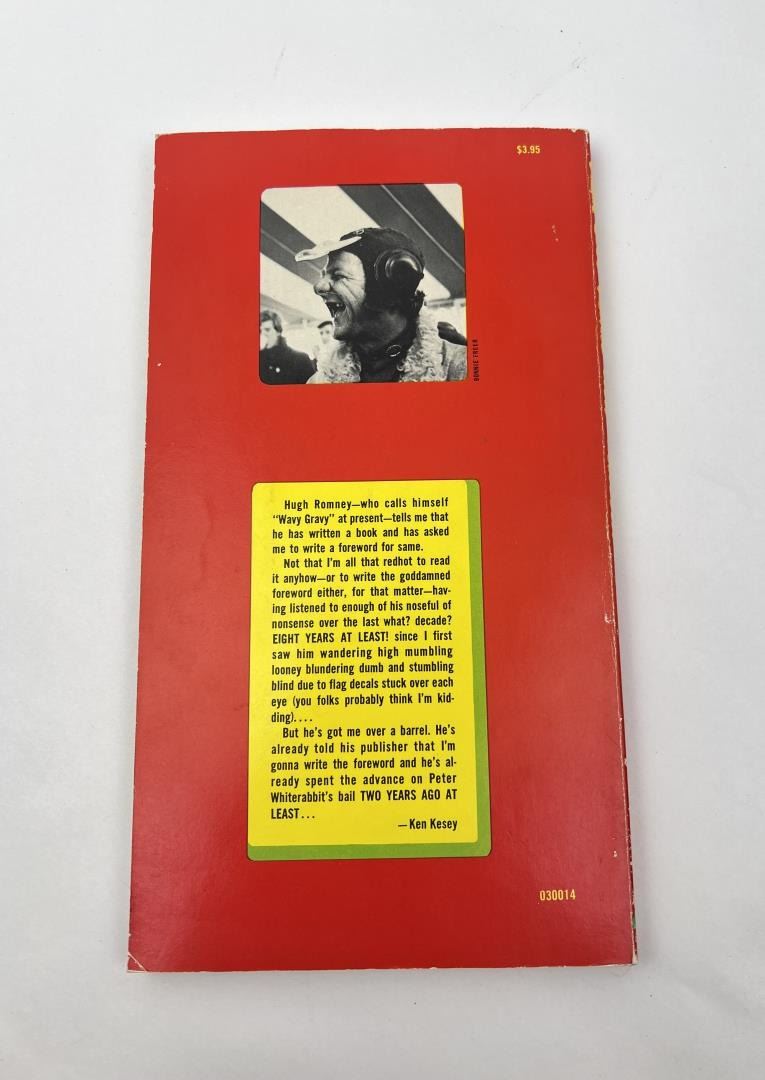 $3.95
BONNIE FREER
Hugh Romney—who calls himself
"Wavy Gravy" at present—tells me that
he has written a book and has asked
me to write a foreword for same.
Not that I'm all that redhot to read
it anyhow—or to write the goddamned
foreword either, for that matter—hav-
ing listened to enough of his noseful of
nonsense over the last what? decade?
EIGHT YEARS AT LEAST! since I first
saw him wandering high mumbling
looney blundering dumb and stumbling
blind due to flag decals stuck over each
eye (you folks probably think I'm kid-
ding)....
But he's got me over a barrel. He's
already told his publisher that I'm
gonna write the foreword and he's al-
ready spent the advance on Peter
Whiterabbit's bail TWO YEARS AGO AT
LEAST...
—Ken Kesey
030014